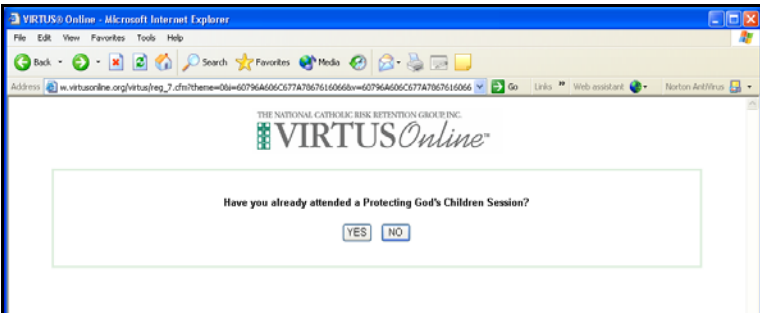 VIRTUS® Online - Microsoft Internet Explorer
File Edit View Favorites Tools Help
Back Search Favorites Media
Address w.virtusonline.org/virtus/reg_7.cfm?theme=0&i=60796A606C677A78676160668&v=60796A606C677A7867616066 Go Links » Web assistant Norton AntiVirus
THE NATIONAL CATHOLIC RISK RETENTION GROUP, INC.
VIRTUS Online™
Have you already attended a Protecting God's Children Session?
YES NO